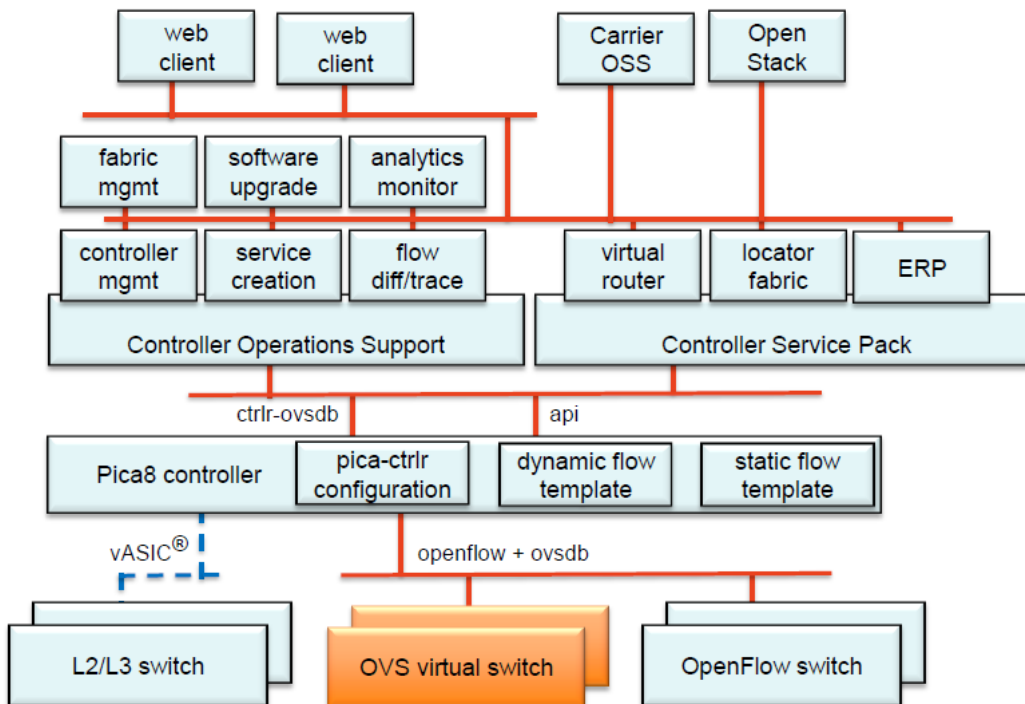 web
client
web
client
Carrier
OSS
Open
Stack
fabric
mgmt
software
upgrade
analytics
monitor
controller
mgmt
service
creation
flow
diff/trace
virtual
router
locator
fabric
ERP
Controller Operations Support
Controller Service Pack
ctrlr-ovsdb
api
Pica8 controller
pica-ctrlr
configuration
dynamic flow
template
static flow
template
vASIC®
openflow + ovsdb
L2/L3 switch
OVS virtual switch
OpenFlow switch